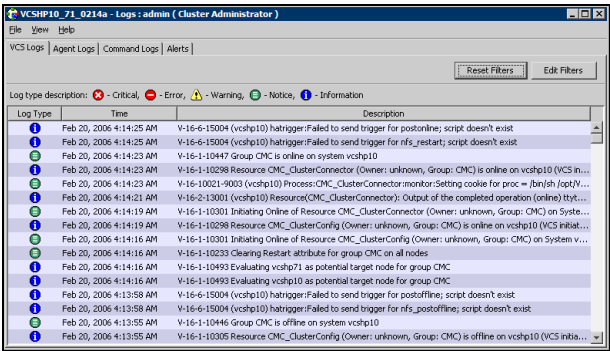 VCSHP10_71_0214a - Logs : admin ( Cluster Administrator )
File View Help
VCS Logs Agent Logs Command Logs Alerts
Reset Filters Edit Filters
Log type description: - Critical, - Error, - Warning, - Notice, - Information
Log Type Time Description
Feb 20, 2006 4:14:25 AM V-16-6-15004 (vcshp10) hatrigger:Failed to send trigger for postonline; script doesn't exist
Feb 20, 2006 4:14:25 AM V-16-6-15004 (vcshp10) hatrigger:Failed to send trigger for nfs_restart; script doesn't exist
Feb 20, 2006 4:14:23 AM V-16-1-10447 Group CMC is online on system vcshp10
Feb 20, 2006 4:14:23 AM V-16-1-10298 Resource CMC_ClusterConnector (Owner: unknown, Group: CMC) is online on vcshp10 (VCS in...
Feb 20, 2006 4:14:23 AM V-16-10021-9003 (vcshp10) Process:CMC_ClusterConnector:monitor:Setting cookie for proc = /bin/sh /opt/V...
Feb 20, 2006 4:14:21 AM V-16-2-13001 (vcshp10) Resource(CMC_ClusterConnector): Output of the completed operation (online) ttyt...
Feb 20, 2006 4:14:19 AM V-16-1-10301 Initiating Online of Resource CMC_ClusterConnector (Owner: unknown, Group: CMC) on Syste...
Feb 20, 2006 4:14:19 AM V-16-1-10298 Resource CMC_ClusterConfig (Owner: unknown, Group: CMC) is online on vcshp10 (VCS initiat...
Feb 20, 2006 4:14:16 AM V-16-1-10301 Initiating Online of Resource CMC_ClusterConfig (Owner: unknown, Group: CMC) on System v...
Feb 20, 2006 4:14:16 AM V-16-1-10233 Clearing Restart attribute for group CMC on all nodes
Feb 20, 2006 4:14:16 AM V-16-1-10493 Evaluating vcshp71 as potential target node for group CMC
Feb 20, 2006 4:14:16 AM V-16-1-10493 Evaluating vcshp10 as potential target node for group CMC
Feb 20, 2006 4:13:58 AM V-16-6-15004 (vcshp10) hatrigger:Failed to send trigger for postoffline; script doesn't exist
Feb 20, 2006 4:13:58 AM V-16-6-15004 (vcshp10) hatrigger:Failed to send trigger for nfs_postoffline; script doesn't exist
Feb 20, 2006 4:13:55 AM V-16-1-10446 Group CMC is offline on system vcshp10
Feb 20, 2006 4:13:55 AM V-16-1-10305 Resource CMC_ClusterConfig (Owner: unknown, Group: CMC) is offline on vcshp10 (VCS initia...